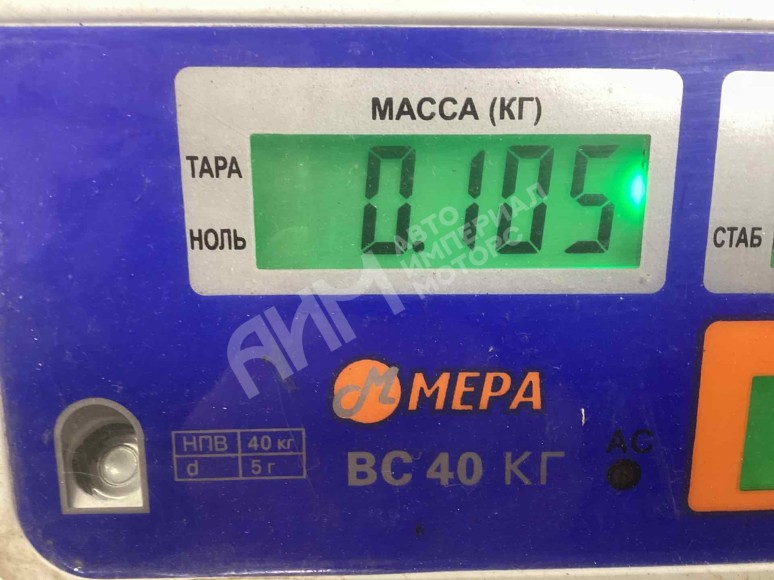 МАССА (КГ)
ТАРА
0.105
НОЛЬ
СТАБ
АИМ АВТО
ИМПЕРИАЛ
МОТОРС
М МЕРА
НПВ 40 кг
d 5 г
ВС 40 КГ
АС